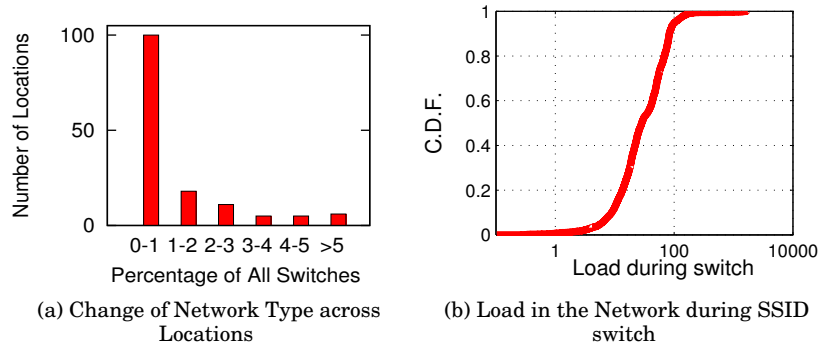 Number of Locations
100
50
0
0-1 1-2 2-3 3-4 4-5 >5
Percentage of All Switches
(a) Change of Network Type across
Locations
C.D.F.
1
0.8
0.6
0.4
0.2
0
1 100 10000
Load during switch
(b) Load in the Network during SSID
switch